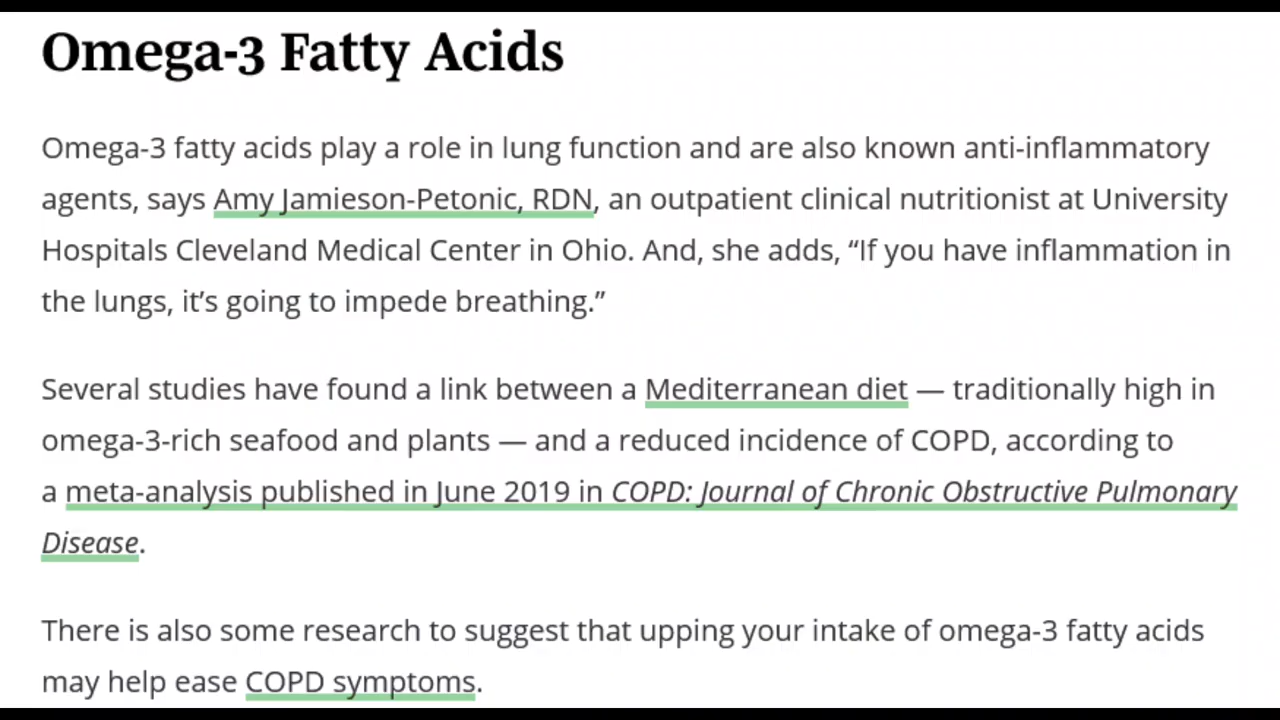 Omega-3 Fatty Acids
Omega-3 fatty acids play a role in lung function and are also known anti-inflammatory
agents, says Amy Jamieson-Petonic, RDN, an outpatient clinical nutritionist at University
Hospitals Cleveland Medical Center in Ohio. And, she adds, “If you have inflammation in
the lungs, it’s going to impede breathing.”
Several studies have found a link between a Mediterranean diet — traditionally high in
omega-3-rich seafood and plants — and a reduced incidence of COPD, according to
a meta-analysis published in June 2019 in COPD: Journal of Chronic Obstructive Pulmonary
Disease.
There is also some research to suggest that upping your intake of omega-3 fatty acids
may help ease COPD symptoms.